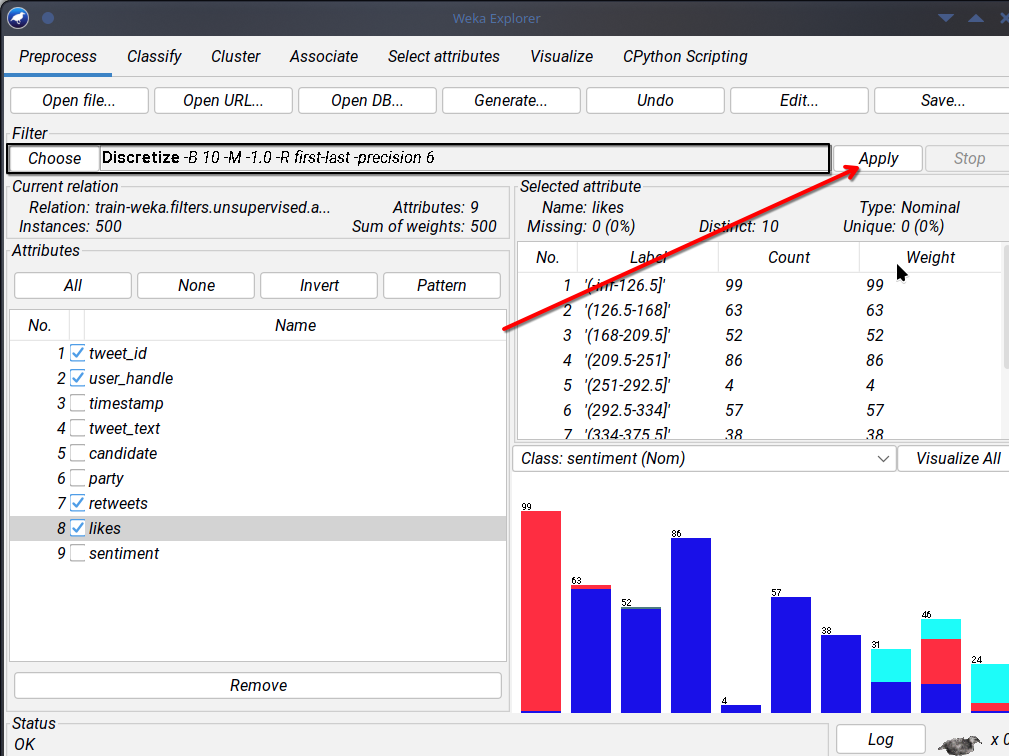 Weka Explorer
Preprocess Classify Cluster Associate Select attributes Visualize CPython Scripting
Open file... Open URL... Open DB... Generate... Undo Edit... Save...
Filter
Choose Discretize -B 10 -M -1.0 -R first-last -precision 6 Apply Stop
Current relation
Relation: train-weka.filters.unsupervised.a... Attributes: 9
Instances: 500 Sum of weights: 500
Attributes
All None Invert Pattern
No. Name
1 tweet_id
2 user_handle
3 timestamp
4 tweet_text
5 candidate
6 party
7 retweets
8 likes
9 sentiment
Remove
Selected attribute
Name: likes Type: Nominal
Missing: 0 (0%) Distinct: 10 Unique: 0 (0%)
No. Label Count Weight
1 '(-inf-126.5]' 99 99
2 '(126.5-168]' 63 63
3 '(168-209.5]' 52 52
4 '(209.5-251]' 86 86
5 '(251-292.5]' 4 4
6 '(292.5-334]' 57 57
7 '(334-375.5]' 38 38
Class: sentiment (Nom) Visualize All
99
63
52
86
4
57
38
31
46
24
Status
OK
Log x 0